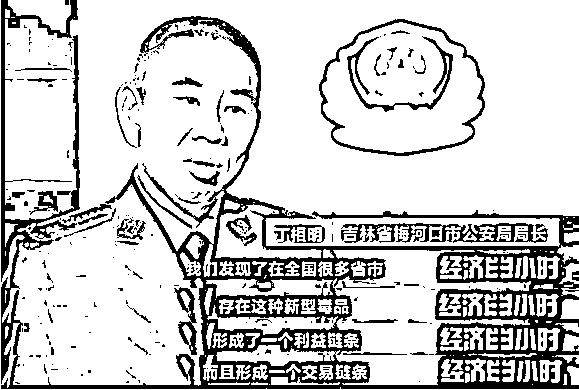 丁祖明 吉林省梅河口市公安局局长
我们发现了在全国很多省市 经济半小时
存在这种新型毒品 经济半小时
形成了一个利益链条 经济半小时
而且形成一个交易链条 经济半小时